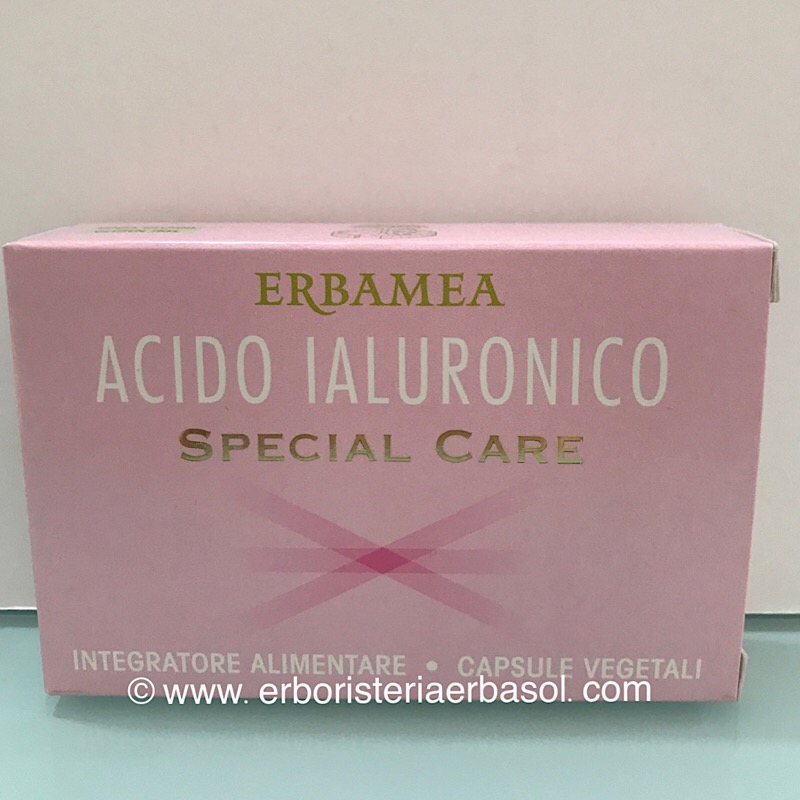 ERBAMEA
ACIDO IALURONICO
SPECIAL CARE
INTEGRATORE ALIMENTARE • CAPSULE VEGETALI
© www. erboristeriaerbasol. com